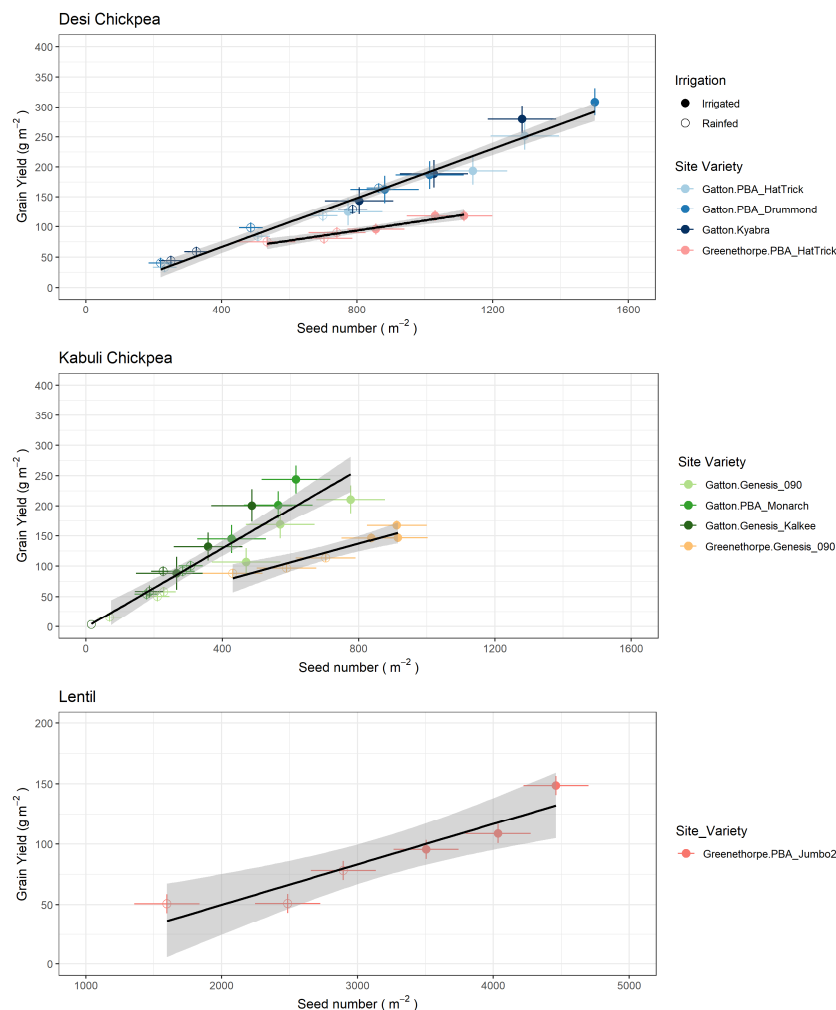 Desi Chickpea
Grain Yield (g m⁻²)
400
350
300
250
200
150
100
50
0
0
400
800
1200
1600
Seed number ( m⁻² )
Irrigation
Irrigated
Rainfed
Site Variety
Gatton.PBA_HatTrick
Gatton.PBA_Drummond
Gatton.Kyabra
Greenethorpe.PBA_HatTrick
Kabuli Chickpea
Grain Yield (g m⁻²)
400
350
300
250
200
150
100
50
0
0
400
800
1200
1600
Seed number ( m⁻² )
Site Variety
Gatton.Genesis_090
Gatton.PBA_Monarch
Gatton.Genesis_Kalkee
Greenethorpe.Genesis_090
Lentil
Grain Yield (g m⁻²)
200
150
100
50
0
1000
2000
3000
4000
5000
Seed number ( m⁻² )
Site_Variety
Greenethorpe.PBA_Jumbo2